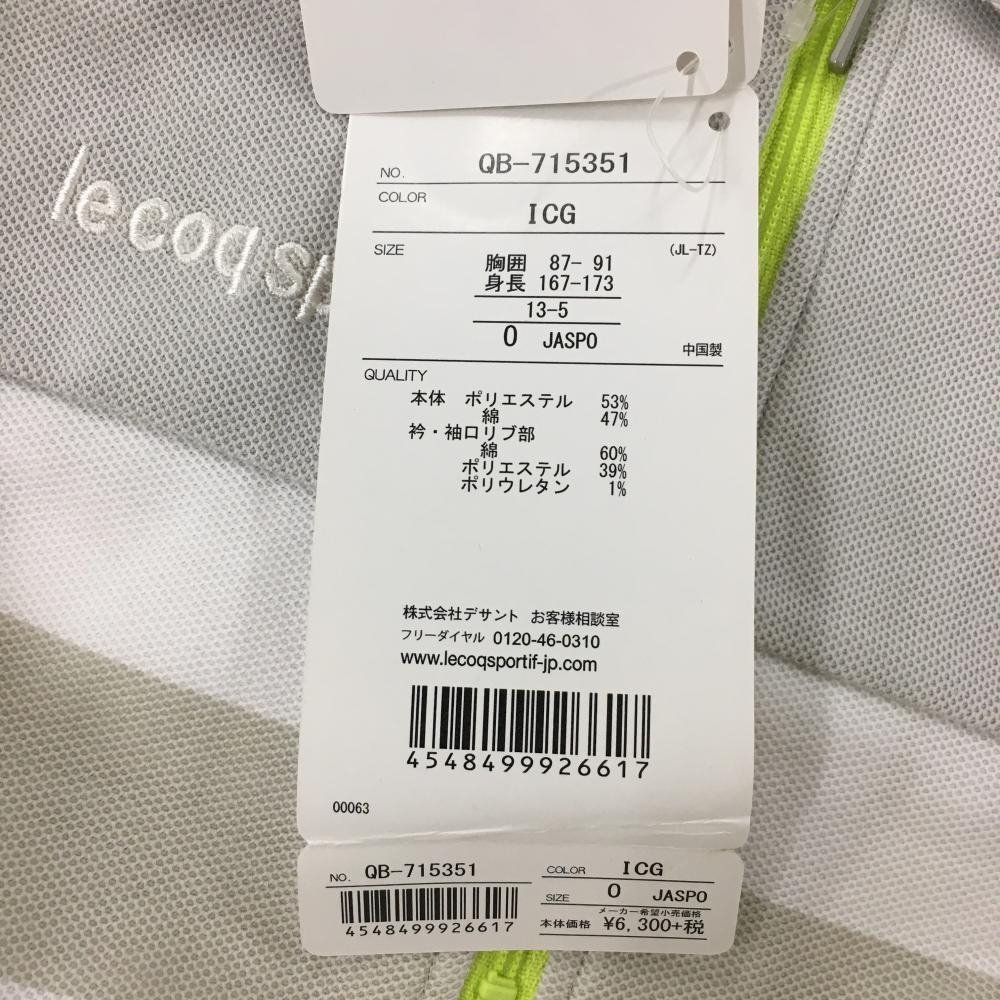 le coq sp
NO. QB-715351
COLOR
ICG
SIZE (JL-TZ)
胸囲 87- 91
身長 167-173
13-5
O JASPO
中国製
QUALITY
本体 ポリエステル 53%
綿 47%
衿・袖口リブ部
綿 60%
ポリエステル 39%
ポリウレタン 1%
株式会社デサント お客様相談室
フリーダイヤル 0120-46-0310
www.lecoqsportif-jp.com
4548499926617
00063
NO. QB-715351
4548499926617
COLOR ICG
SIZE O JASPO
メーカー希望小売価格
本体価格 ¥6,300+税